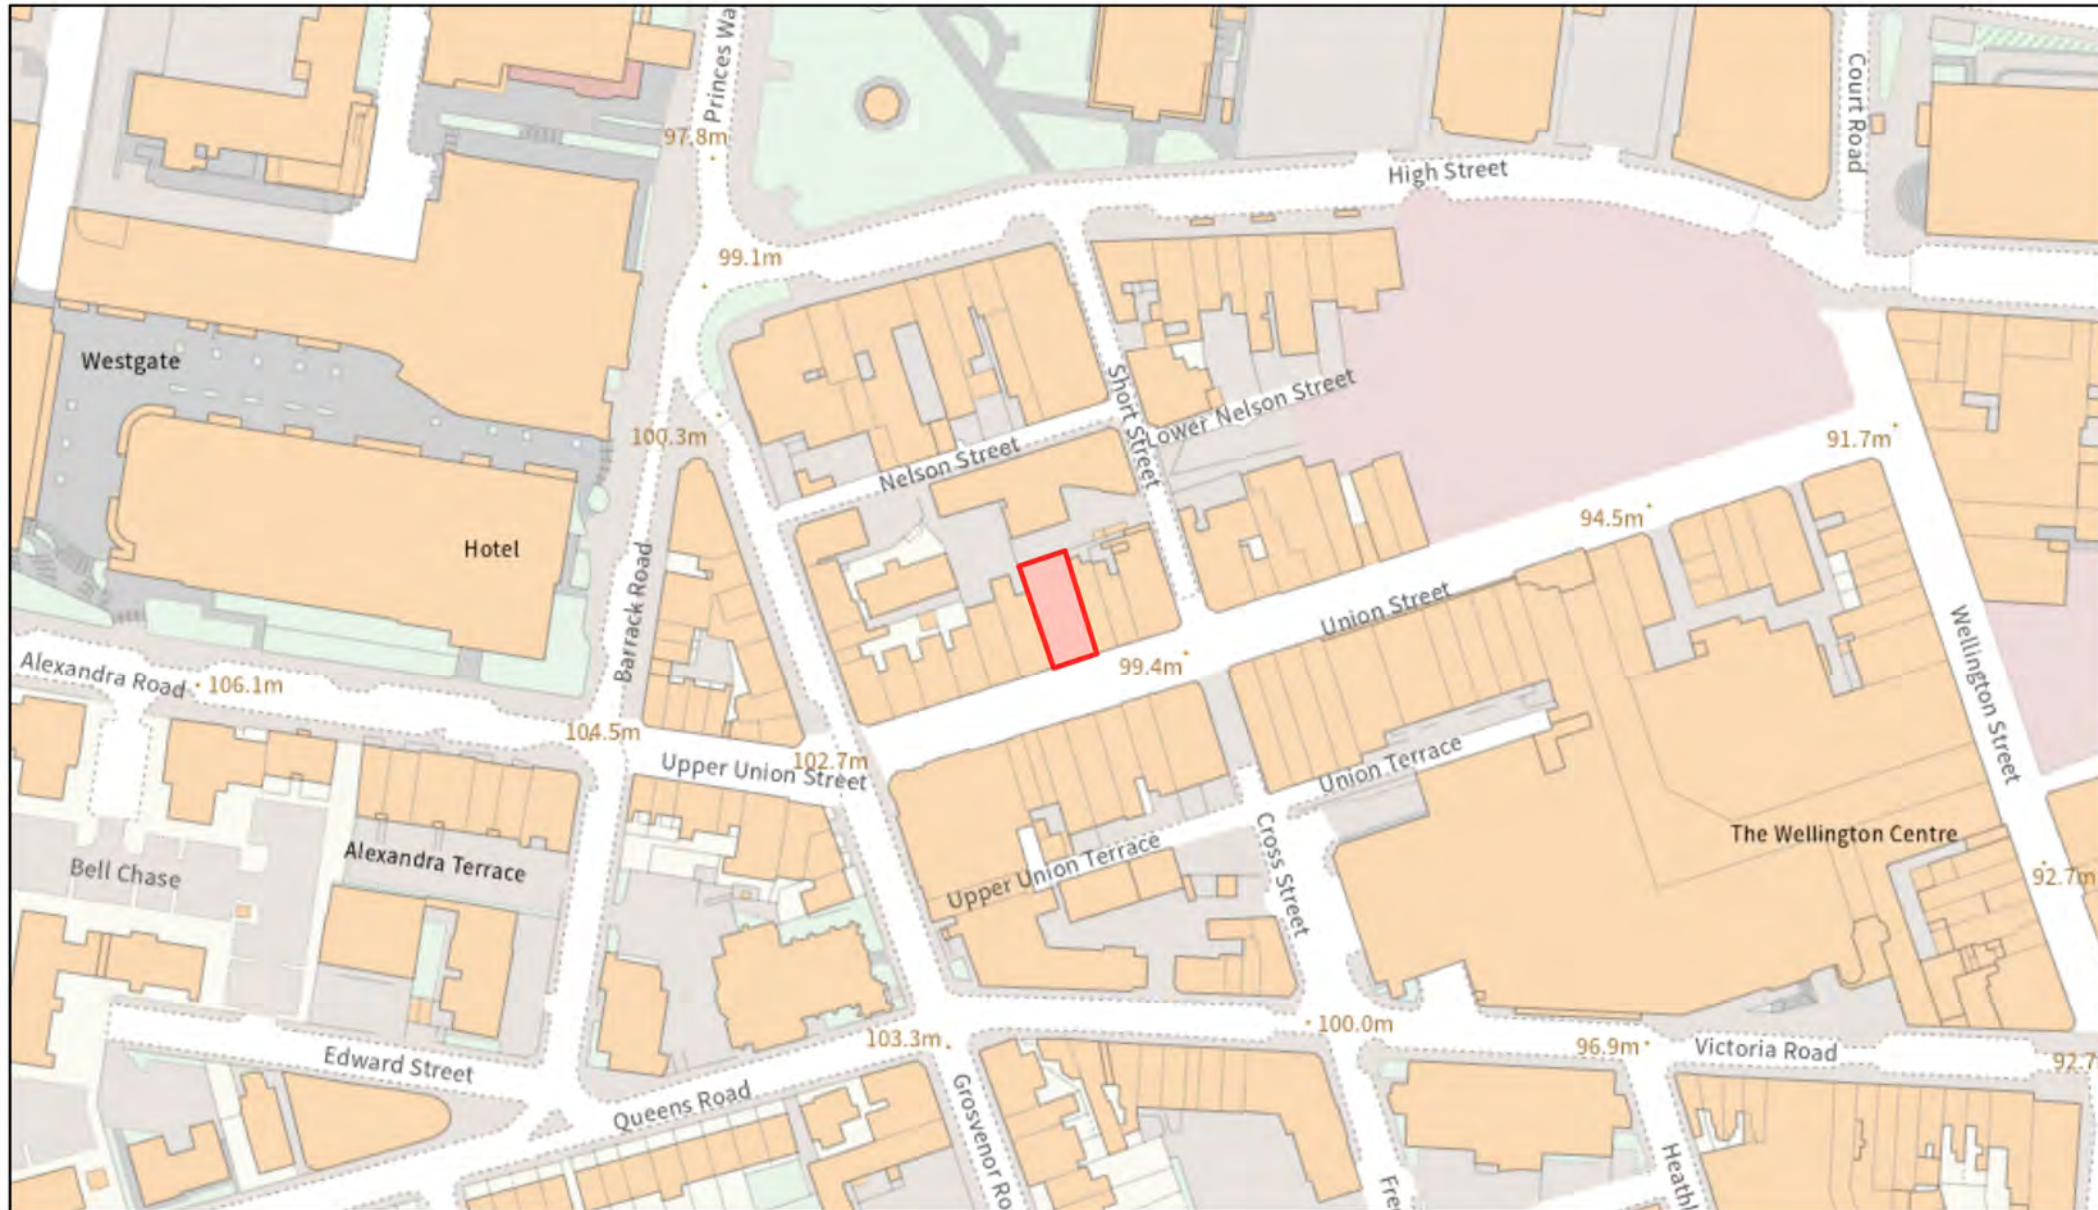 Princes Wa
Court Road
97.8m
High Street
99.1m
Westgate
Short Street
Lower Nelson Street
100.3m
91.7m
Nelson Street
94.5m
Hotel
Barrack Road
Union Street
Wellington Street
Alexandra Road
106.1m
99.4m
104.5m
102.7m
Upper Union Street
Union Terrace
The Wellington Centre
Alexandra Terrace
Bell Chase
Upper Union Terrace
Cross Street
92.7m
103.3m
100.0m
96.9m
Victoria Road
92.7
Edward Street
Queens Road
Grosvenor Ro
Fre
Heathl